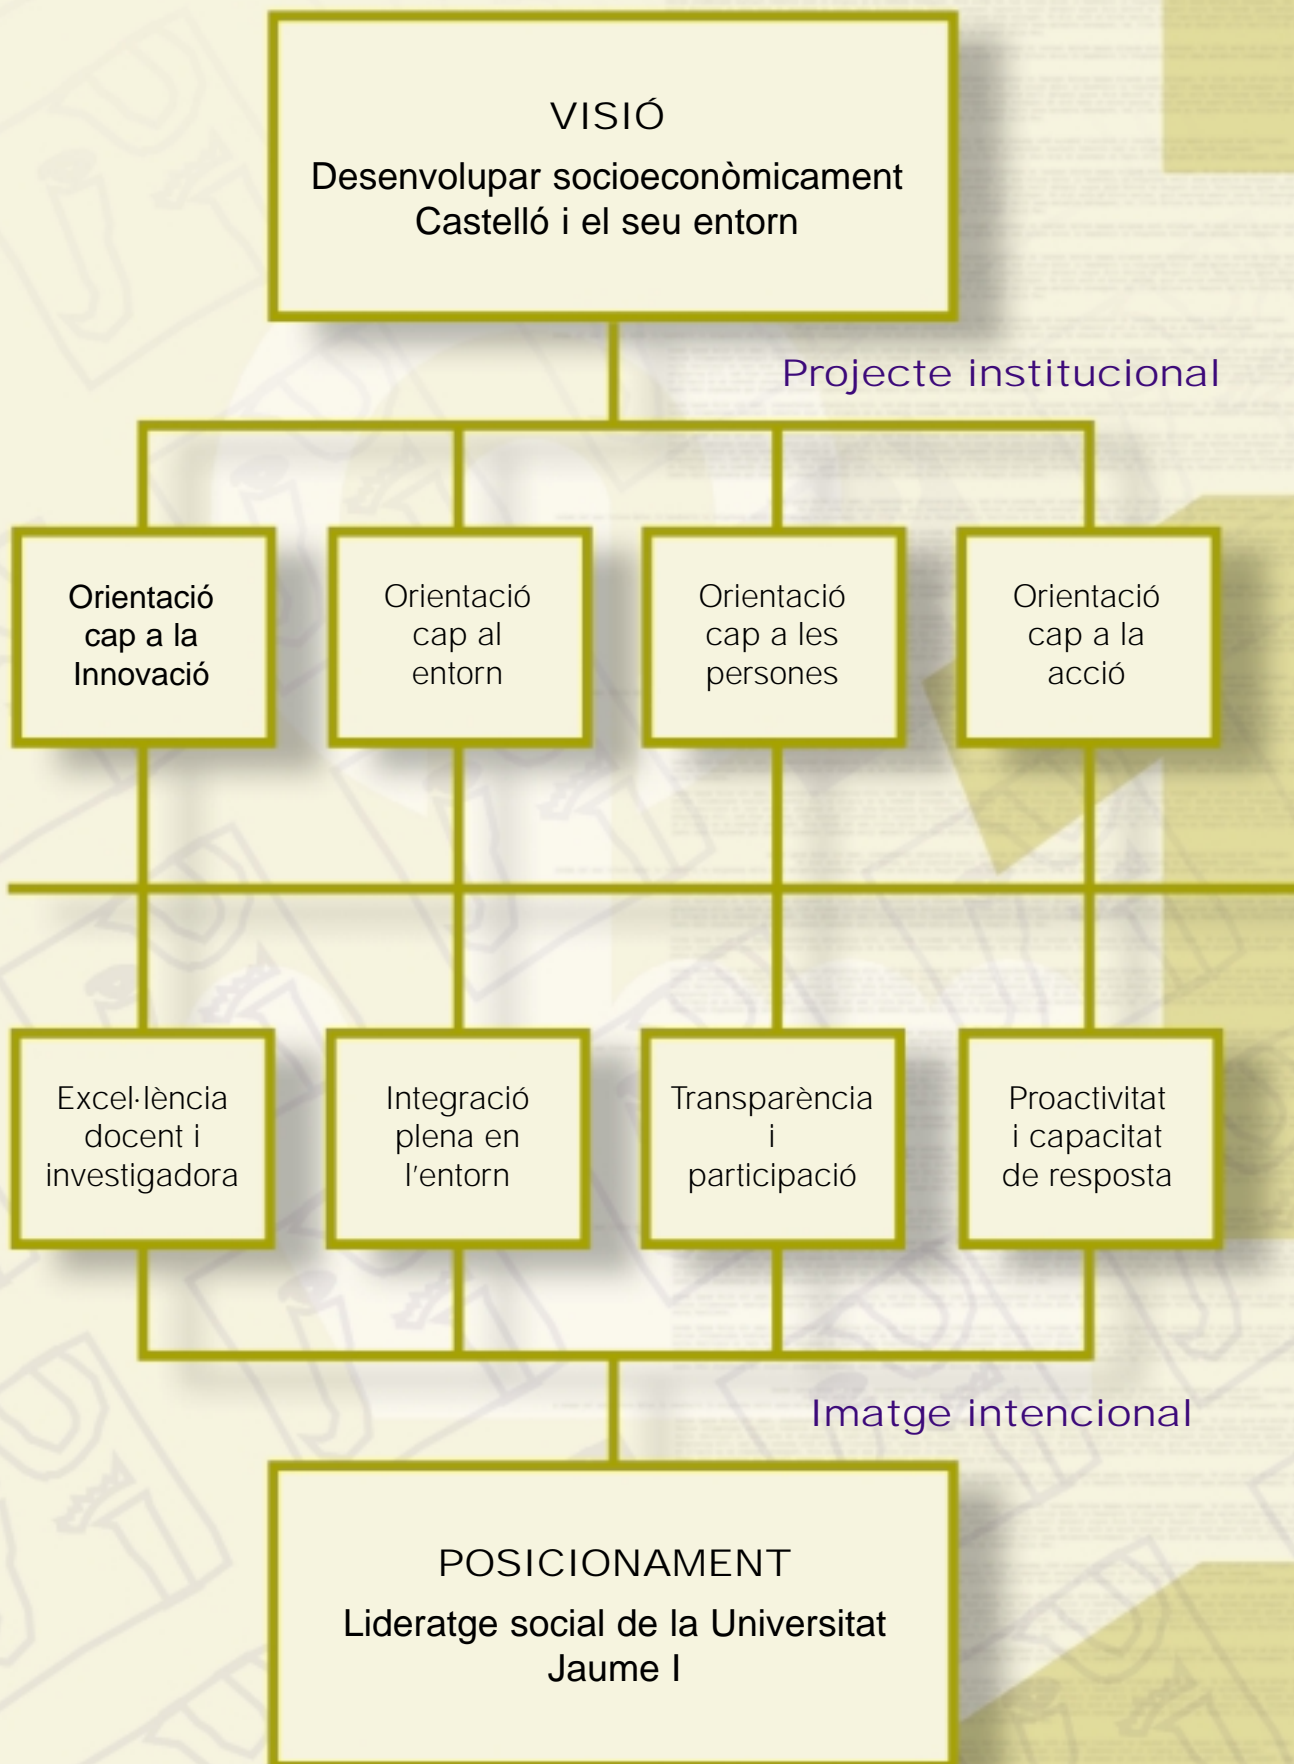 VISIÓ
Desenvolupar socioeconòmicament
Castelló i el seu entorn
Projecte institucional
Orientació
cap a la
Innovació
Orientació
cap al
entorn
Orientació
cap a les
persones
Orientació
cap a la
acció
Excel·lència
docent i
investigadora
Integració
plena en
l'entorn
Transparència
i
participació
Proactivitat
i capacitat
de resposta
Imatge intencional
POSICIONAMENT
Lideratge social de la Universitat
Jaume I